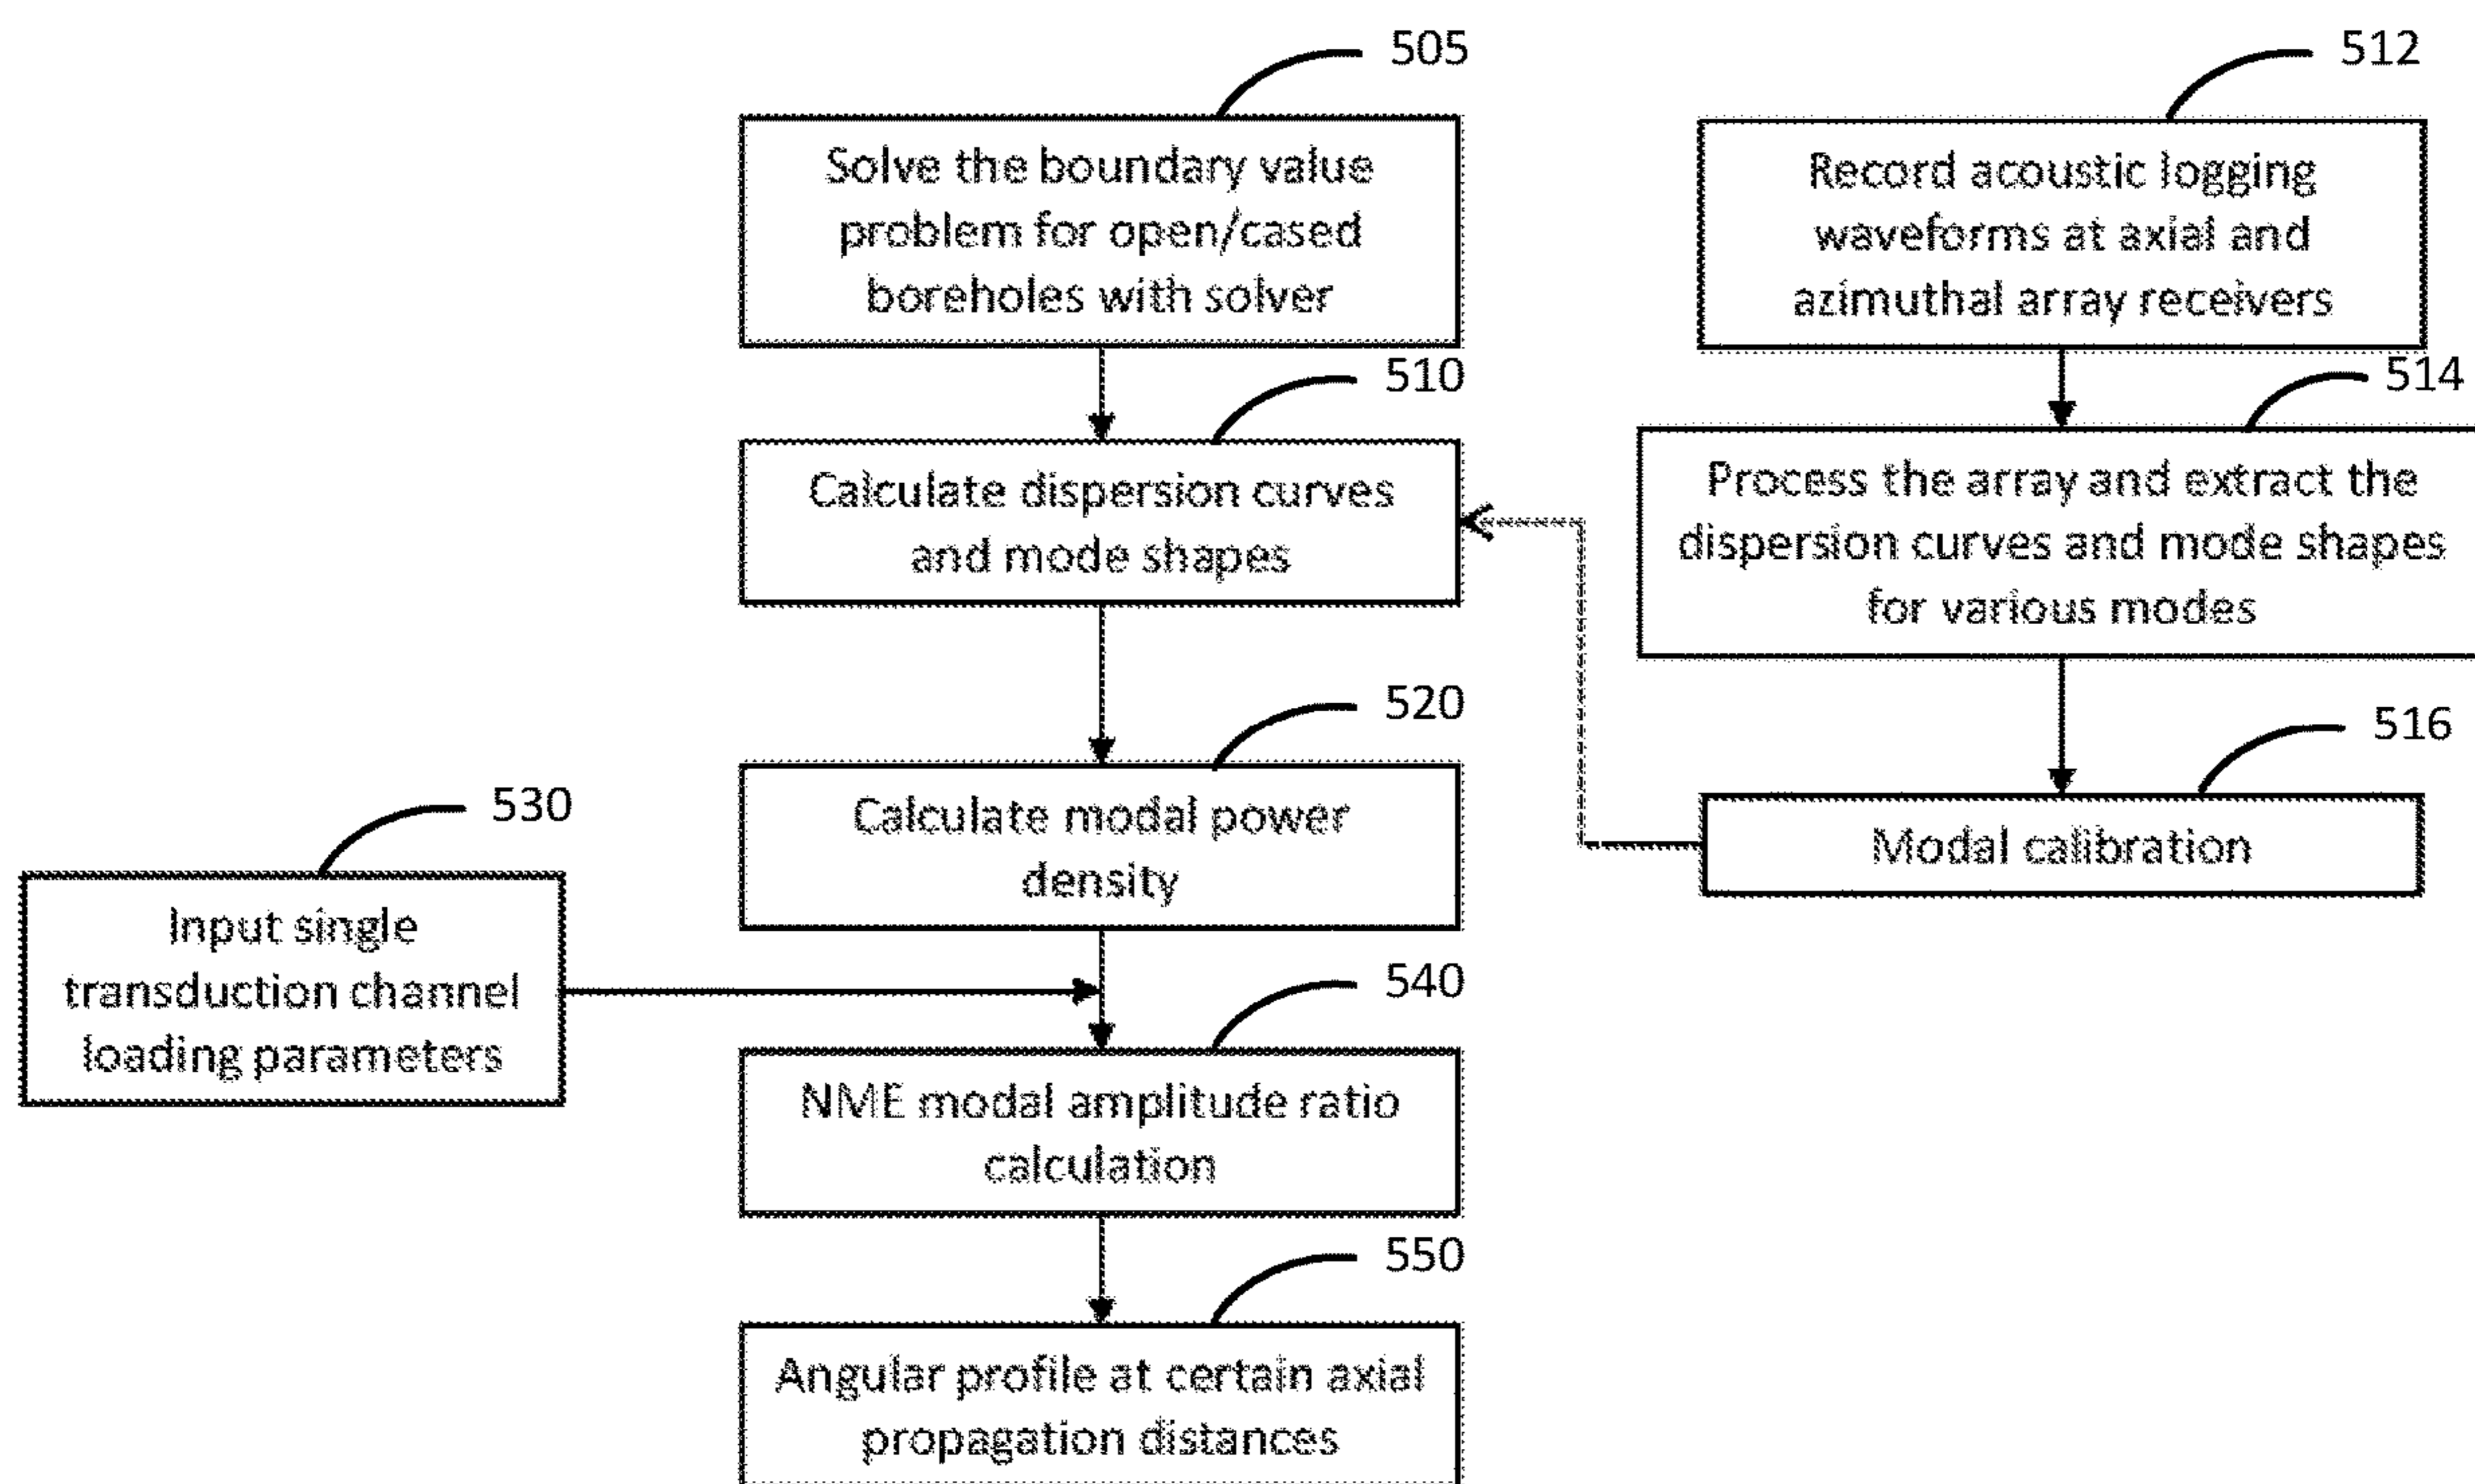 505
Solve the boundary value
problem for open/cased
boreholes with solver
510
Calculate dispersion curves
and mode shapes
520
Calculate modal power
density
530
Input single
transduction channel
loading parameters
540
NME modal amplitude ratio
calculation
550
Angular profile at certain axial
propagation distances
512
Record acoustic logging
waveforms at axial and
azimuthal array receivers
514
Process the array and extract the
dispersion curves and mode shapes
for various modes
516
Modal calibration